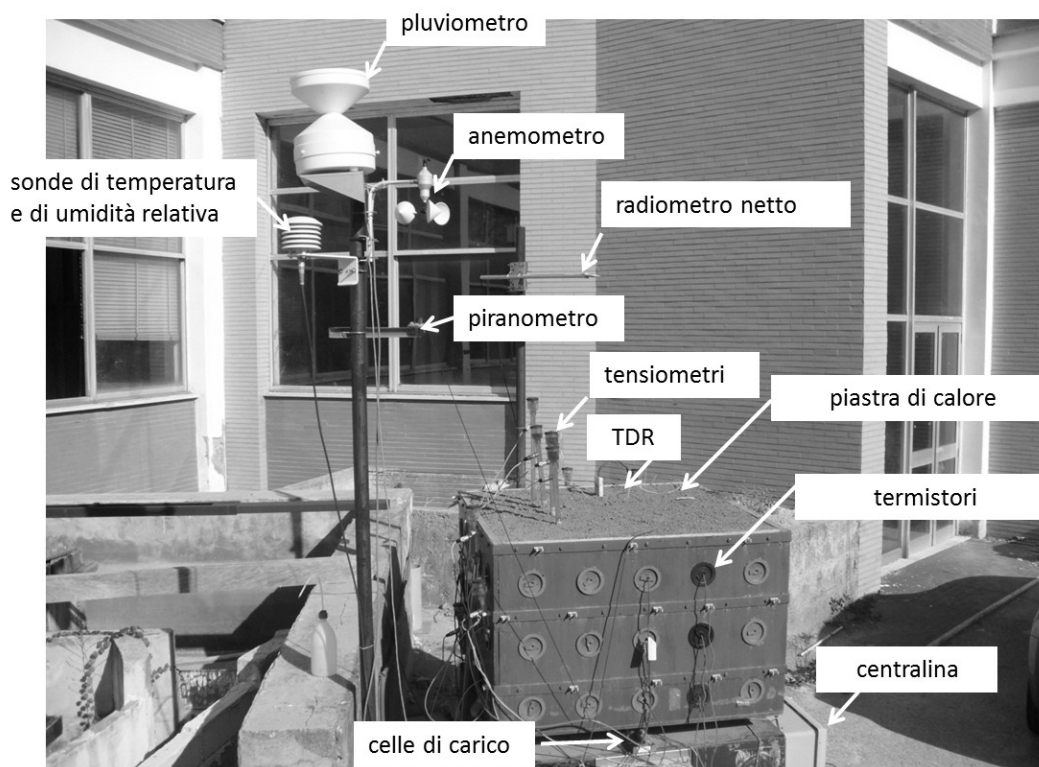 pluviometro
anemometro
sonde di temperatura
e di umidità relativa
radiometro netto
piranometro
tensiometri
piastra di calore
TDR
termistori
centralina
celle di carico